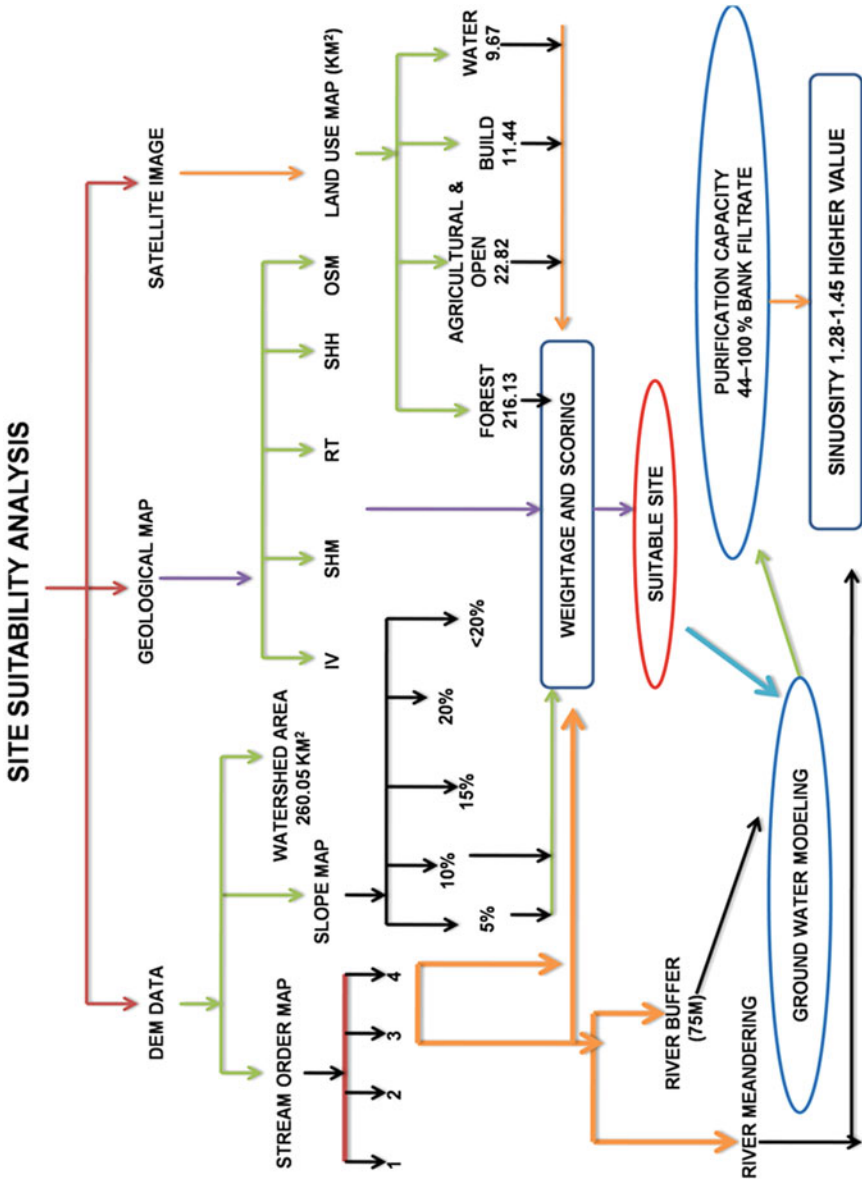 SITE SUITABILITY ANALYSIS
DEM DATA
GEOLOGICAL MAP
SATELLITE IMAGE
STREAM ORDER MAP
SLOPE MAP
WATERSHED AREA
260.05 KM²
1
2
3
4
5%
10%
15%
20%
<20%
IV
SHM
RT
SHH
OSM
LAND USE MAP (KM²)
FOREST
216.13
AGRICULTURAL &
OPEN
22.82
BUILD
11.44
WATER
9.67
WEIGHTAGE AND SCORING
SUITABLE SITE
RIVER MEANDERING
RIVER BUFFER
(75M)
GROUND WATER MODELING
PURIFICATION CAPACITY
44–100 % BANK FILTRATE
SINUOSITY 1.28-1.45 HIGHER VALUE